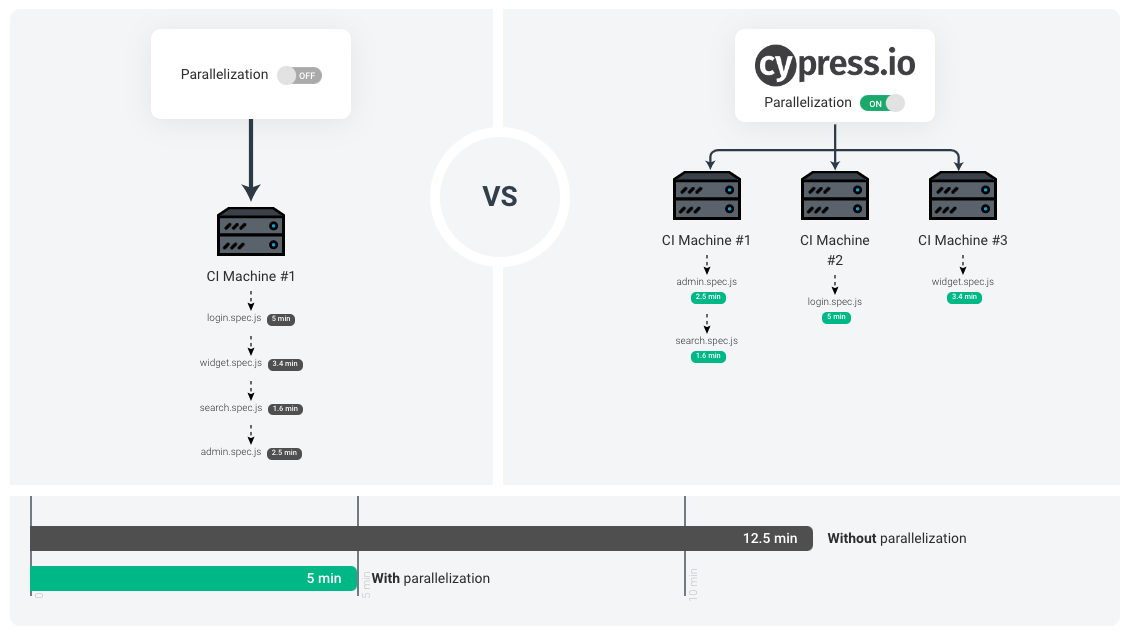 Parallelization OFF
CI Machine #1
login.spec.js 5 min
widget.spec.js 3.4 min
search.spec.js 1.6 min
admin.spec.js 2.5 min
VS
cypress.io
Parallelization ON
CI Machine #1
admin.spec.js
2.5 min
search.spec.js
1.6 min
CI Machine
#2
login.spec.js
5 min
CI Machine #3
widget.spec.js
3.4 min
12.5 min Without parallelization
5 min With parallelization
0
5 min
10 min